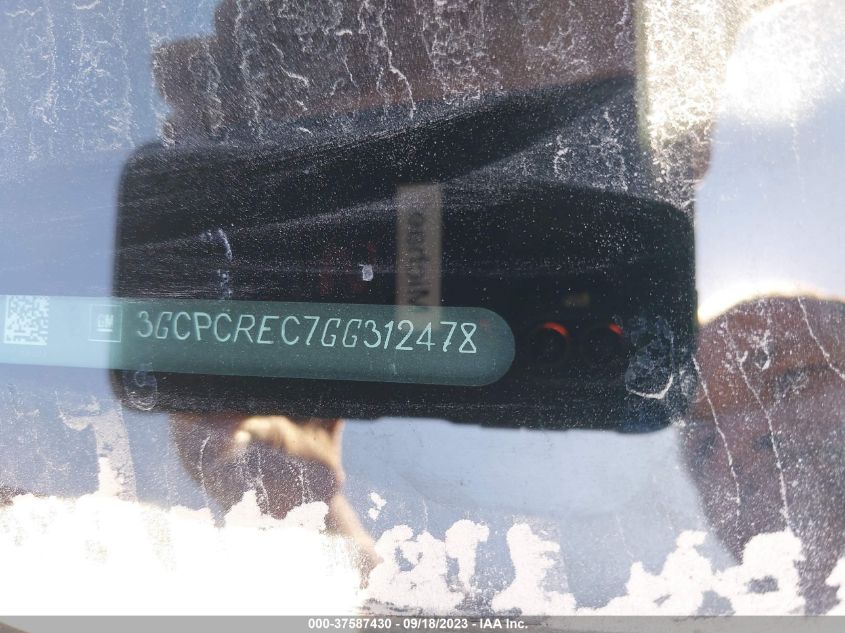 GM 3GCPCREC7GG312478
000-37587430 - 09/18/2023 - IAA Inc.